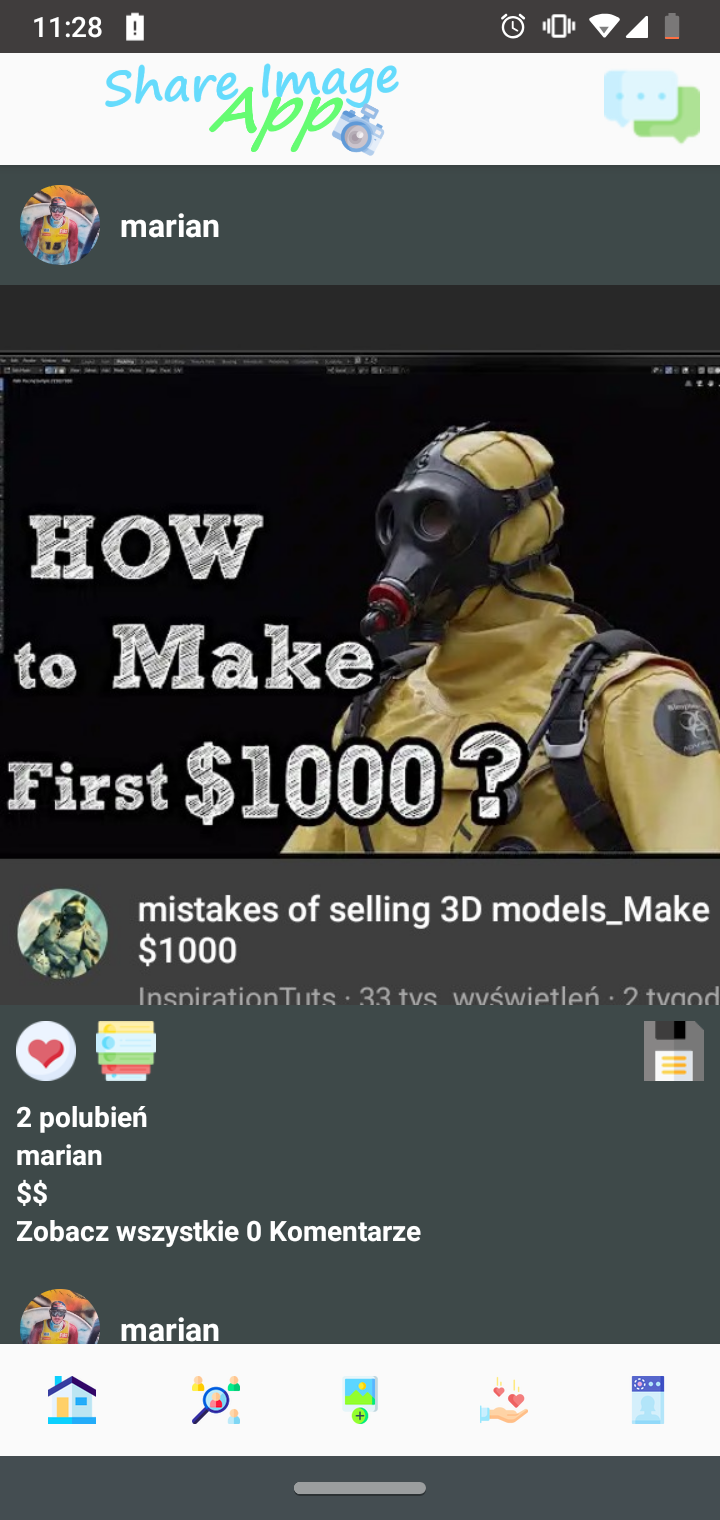 11:28
Share Image
App
marian
HOW
to Make
First $1000 ?
mistakes of selling 3D models_Make
$1000
InspirationTuts · 33 tys. wyświetleń · 2 tygod
2 polubień
marian
$$
Zobacz wszystkie 0 Komentarze
marian